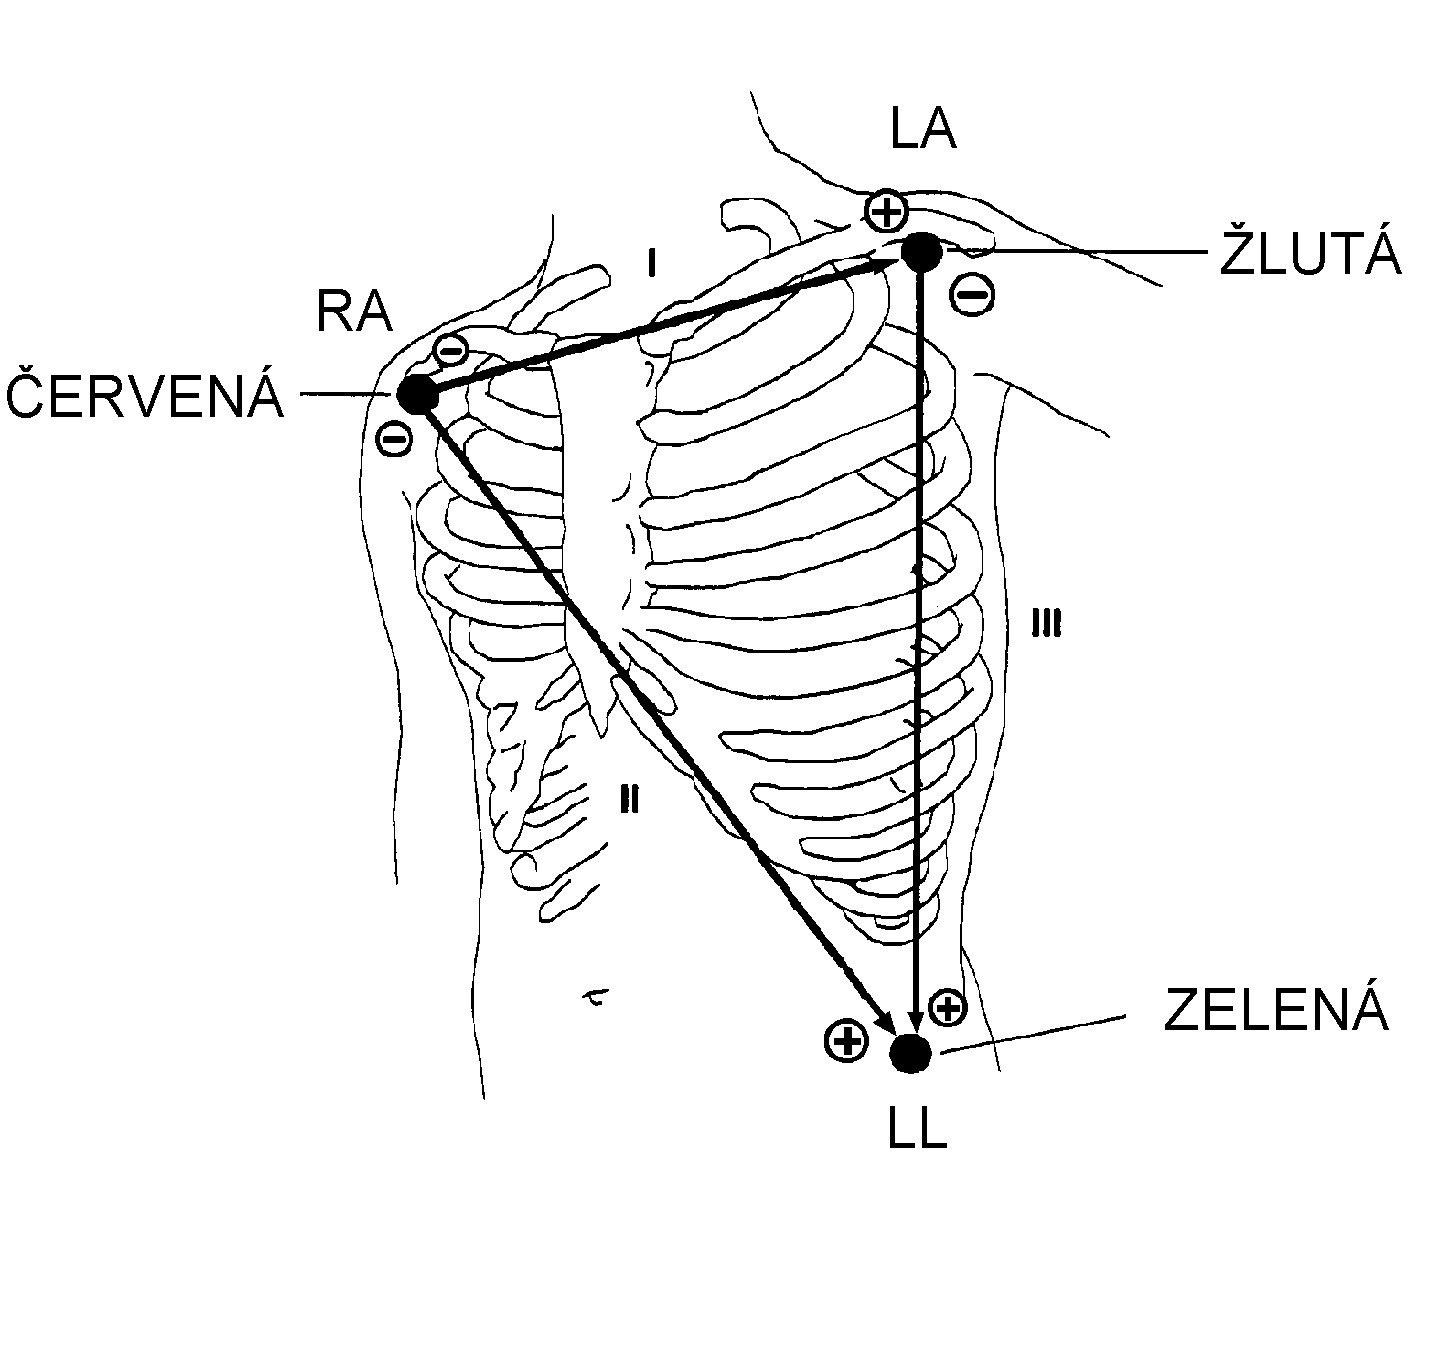 LA
+
ŽLUTÁ
I
−
RA
−
ČERVENÁ
−
III
II
ZELENÁ
+
+
LL